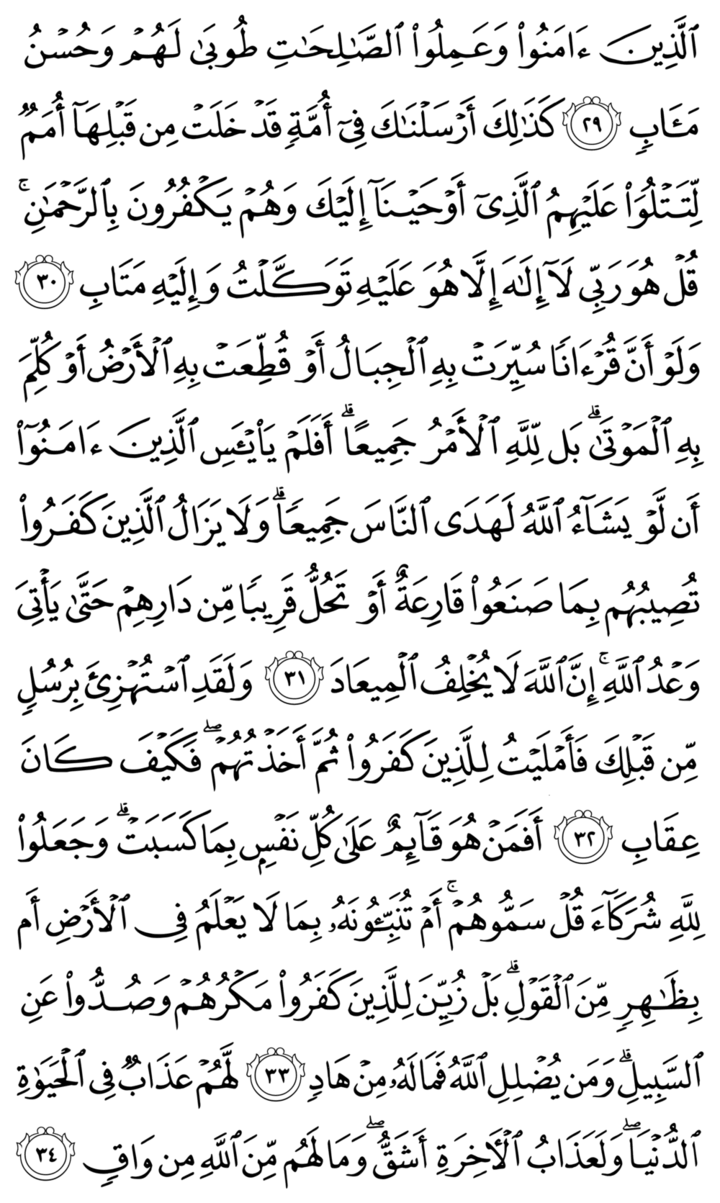 ٱلَّذِينَ ءَامَنُوا۟ وَعَمِلُوا۟ ٱلصَّـٰلِحَـٰتِ طُوبَىٰ لَهُمْ وَحُسْنُ
مَـَٔابٍ ٢٩ كَذَٰلِكَ أَرْسَلْنَـٰكَ فِىٓ أُمَّةٍ قَدْ خَلَتْ مِن قَبْلِهَآ أُمَمٌ
لِّتَتْلُوَا۟ عَلَيْهِمُ ٱلَّذِىٓ أَوْحَيْنَآ إِلَيْكَ وَهُمْ يَكْفُرُونَ بِٱلرَّحْمَـٰنِ ۚ
قُلْ هُوَ رَبِّى لَآ إِلَـٰهَ إِلَّا هُوَ عَلَيْهِ تَوَكَّلْتُ وَإِلَيْهِ مَتَابِ ٣٠
وَلَوْ أَنَّ قُرْءَانًا سُيِّرَتْ بِهِ ٱلْجِبَالُ أَوْ قُطِّعَتْ بِهِ ٱلْأَرْضُ أَوْ كُلِّمَ
بِهِ ٱلْمَوْتَىٰ ۗ بَل لِّلَّهِ ٱلْأَمْرُ جَمِيعًا ۗ أَفَلَمْ يَا۟يْـَٔسِ ٱلَّذِينَ ءَامَنُوٓا۟
أَن لَّوْ يَشَآءُ ٱللَّهُ لَهَدَى ٱلنَّاسَ جَمِيعًا ۗ وَلَا يَزَالُ ٱلَّذِينَ كَفَرُوا۟
تُصِيبُهُم بِمَا صَنَعُوا۟ قَارِعَةٌ أَوْ تَحُلُّ قَرِيبًا مِّن دَارِهِمْ حَتَّىٰ يَأْتِىَ
وَعْدُ ٱللَّهِ ۚ إِنَّ ٱللَّهَ لَا يُخْلِفُ ٱلْمِيعَادَ ٣١ وَلَقَدِ ٱسْتُهْزِئَ بِرُسُلٍ
مِّن قَبْلِكَ فَأَمْلَيْتُ لِلَّذِينَ كَفَرُوا۟ ثُمَّ أَخَذْتُهُمْ ۖ فَكَيْفَ كَانَ
عِقَابِ ٣٢ أَفَمَنْ هُوَ قَآئِمٌ عَلَىٰ كُلِّ نَفْسٍۭ بِمَا كَسَبَتْ ۗ وَجَعَلُوا۟
لِلَّهِ شُرَكَآءَ قُلْ سَمُّوهُمْ ۚ أَمْ تُنَبِّـُٔونَهُۥ بِمَا لَا يَعْلَمُ فِى ٱلْأَرْضِ أَم
بِظَـٰهِرٍ مِّنَ ٱلْقَوْلِ ۗ بَلْ زُيِّنَ لِلَّذِينَ كَفَرُوا۟ مَكْرُهُمْ وَصُدُّوا۟ عَنِ
ٱلسَّبِيلِ ۗ وَمَن يُضْلِلِ ٱللَّهُ فَمَا لَهُۥ مِنْ هَادٍ ٣٣ لَّهُمْ عَذَابٌ فِى ٱلْحَيَوٰةِ
ٱلدُّنْيَا ۖ وَلَعَذَابُ ٱلْـَٔاخِرَةِ أَشَقُّ ۖ وَمَا لَهُم مِّنَ ٱللَّهِ مِن وَاقٍ ٣٤